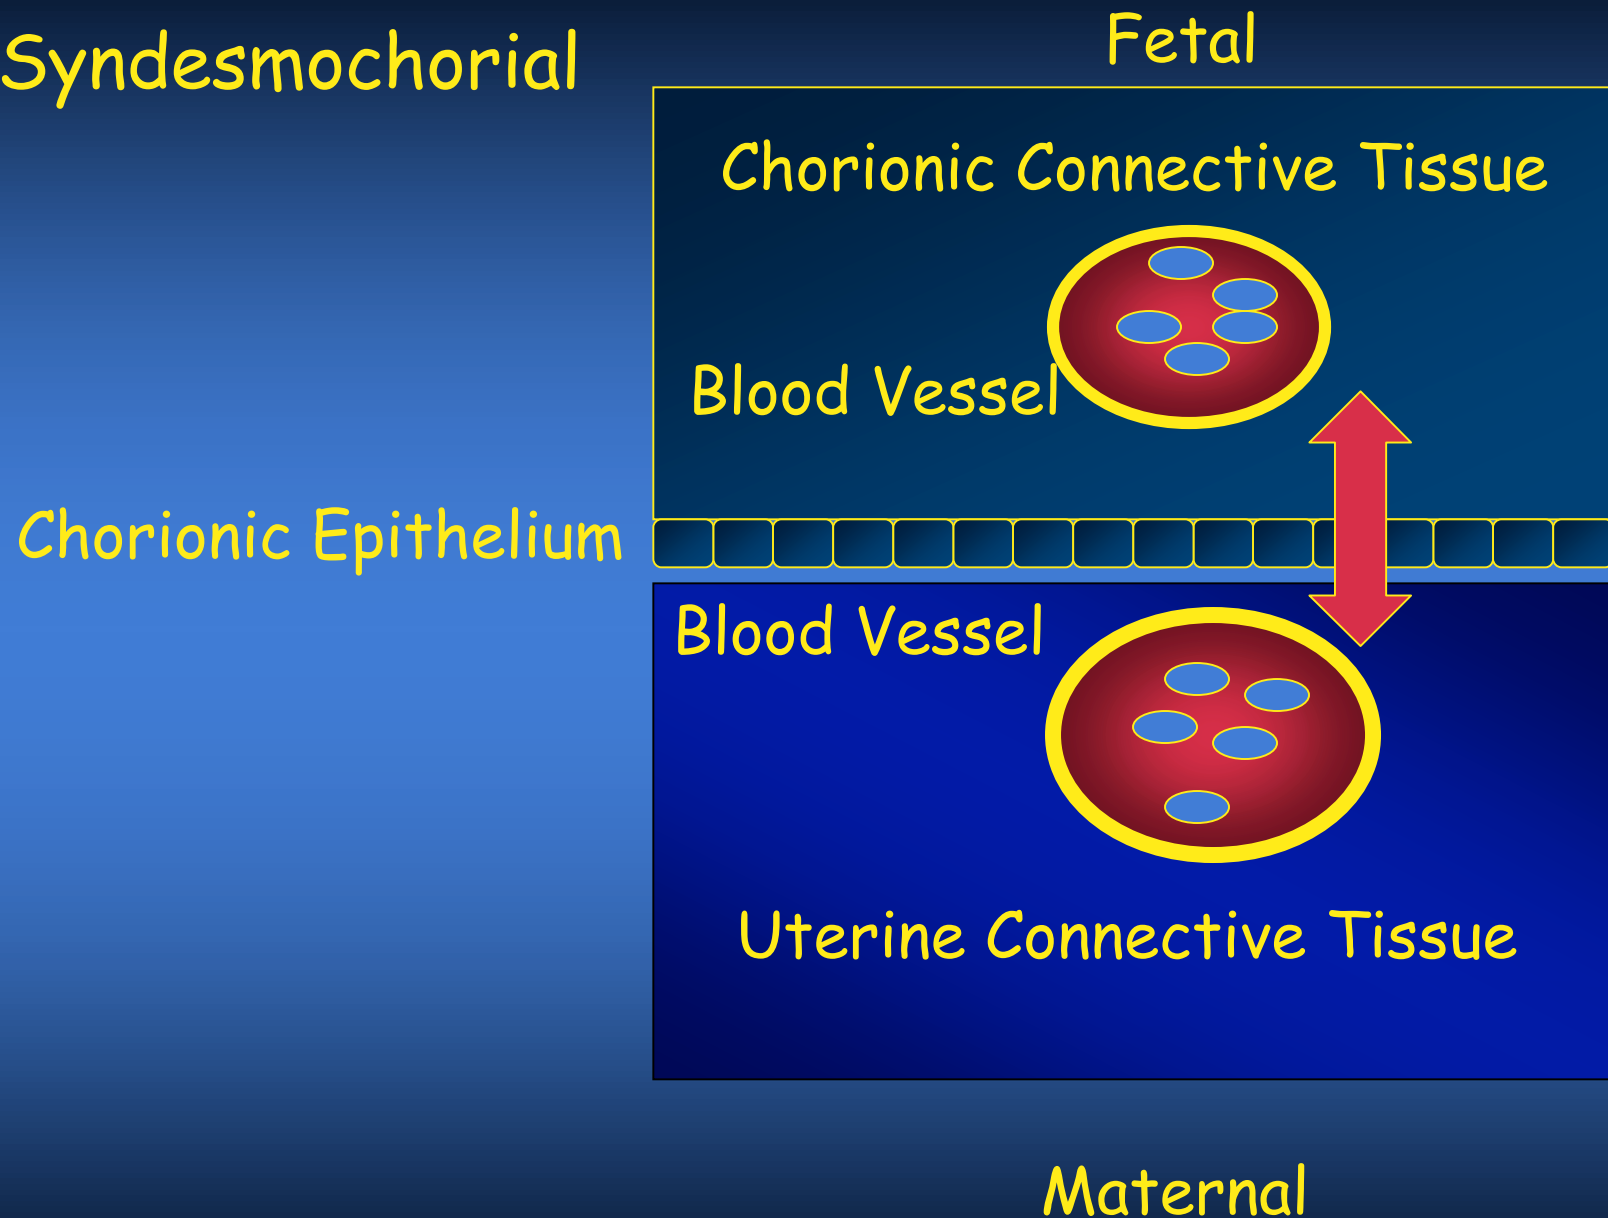 Syndesmochorial
Fetal
Chorionic Connective Tissue
Blood Vessel
Chorionic Epithelium
Blood Vessel
Uterine Connective Tissue
Maternal